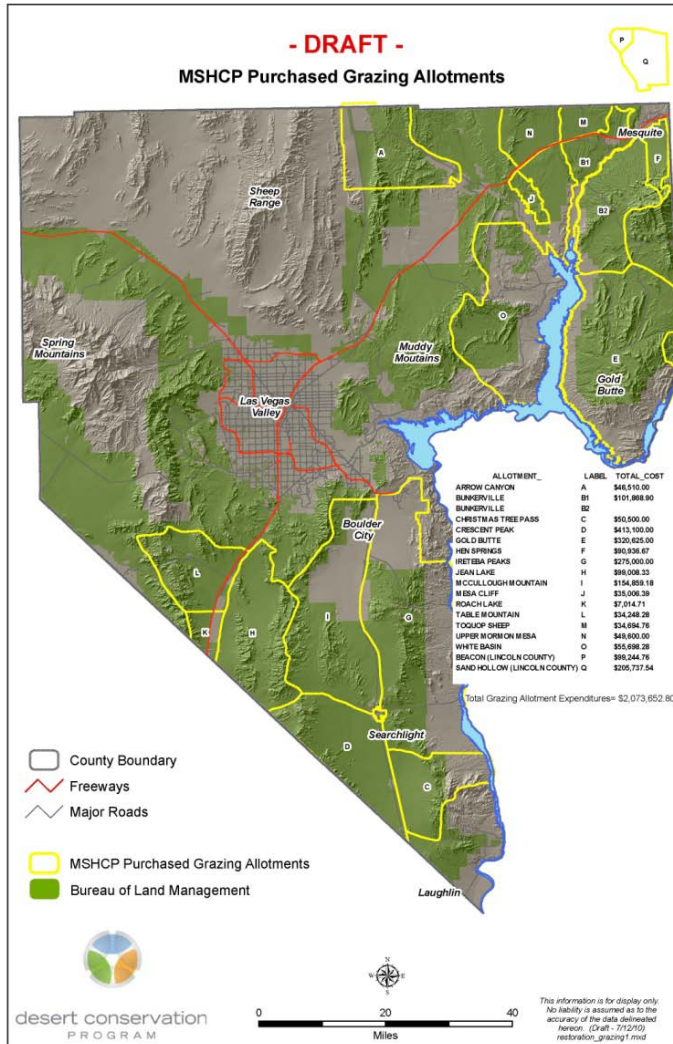 - DRAFT -
MSHCP Purchased Grazing Allotments
P
Q
A
N
M
Mesquite
B1
F
Sheep
Range
J
B2
O
Spring
Mountains
Muddy
Moutains
E
Gold
Butte
Las Vegas
Valley
ALLOTMENT_ LABEL TOTAL_COST
ARROW CANYON A $46,510.00
BUNKERVILLE B1 $101,868.90
BUNKERVILLE B2
CHRISTMAS TREE PASS C $50,500.00
CRESCENT PEAK D $413,100.00
GOLD BUTTE E $320,625.00
HEN SPRINGS F $90,936.67
IRETEBA PEAKS G $275,000.00
JEAN LAKE H $99,008.33
MCCULLOUGH MOUNTAIN I $154,859.18
MESA CLIFF J $35,006.39
ROACH LAKE K $7,014.71
TABLE MOUNTAIN L $34,248.28
TOQUOP SHEEP M $34,694.76
UPPER MORMON MESA N $49,600.00
WHITE BASIN O $55,698.28
BEACON (LINCOLN COUNTY) P $99,244.76
SAND HOLLOW (LINCOLN COUNTY) Q $205,737.54
Total Grazing Allotment Expenditures= $2,073,652.80
Boulder
City
L
K
H
I
G
Searchlight
D
C
Laughlin
County Boundary
Freeways
Major Roads
MSHCP Purchased Grazing Allotments
Bureau of Land Management
desert conservation
PROGRAM
N
W E
S
0 20 40
Miles
This information is for display only.
No liability is assumed as to the
accuracy of the data delineated
hereon. (Draft - 7/12/10)
restoration_grazing1.mxd